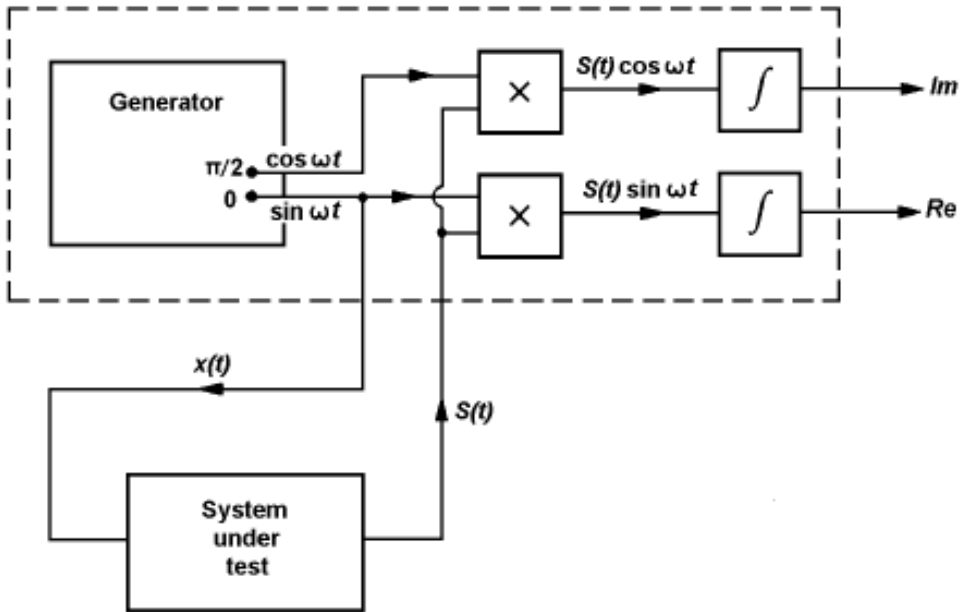 Generator
π/2
cos ωt
0
sin ωt
×
S(t) cos ωt
∫
Im
×
S(t) sin ωt
∫
Re
x(t)
S(t)
System
under
test